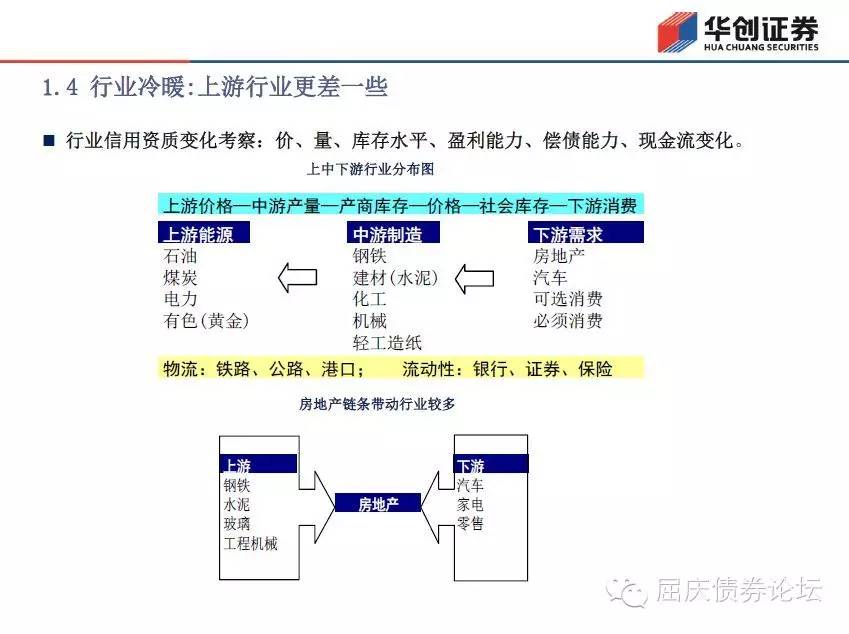 华创证券
HUA CHUANG SECURITIES
1.4 行业冷暖:上游行业更差一些
■ 行业信用资质变化考察：价、量、库存水平、盈利能力、偿债能力、现金流变化。
上中下游行业分布图
上游价格—中游产量—产商库存—价格—社会库存—下游消费
上游能源
石油
煤炭
电力
有色(黄金)
中游制造
钢铁
建材(水泥)
化工
机械
轻工造纸
下游需求
房地产
汽车
可选消费
必须消费
物流：铁路、公路、港口； 流动性：银行、证券、保险
房地产链条带动行业较多
上游
钢铁
水泥
玻璃
工程机械
房地产
下游
汽车
家电
零售
屈庆债券论坛